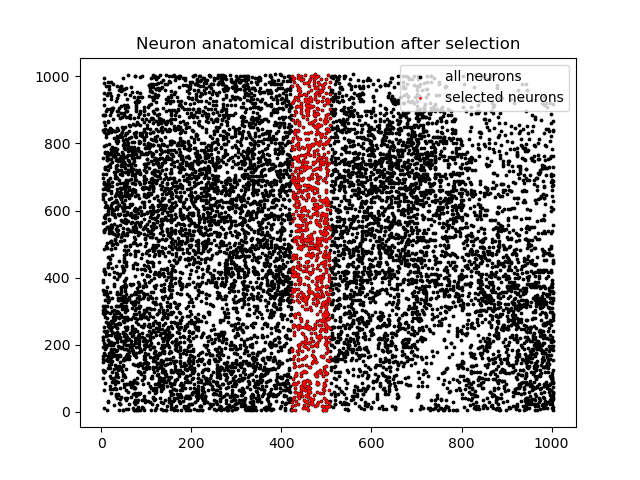 Neuron anatomical distribution after selection
all neurons
selected neurons
1000
800
600
400
200
0
0 200 400 600 800 1000